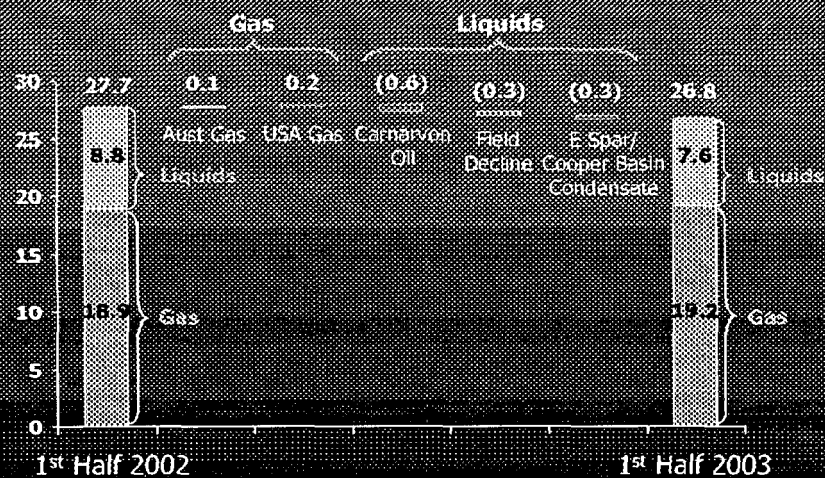 Gas Liquids
30 27.7 0.1 0.2 (0.6) (0.3) (0.3) 26.8
Aust Gas USA Gas Carnarvon Oil Field Decline E Spar/ Cooper Basin Condensate
25
8.8 Liquids 7.6 Liquids
20
15
10 18.9 Gas 19.2 Gas
5
0
1st Half 2002 1st Half 2003